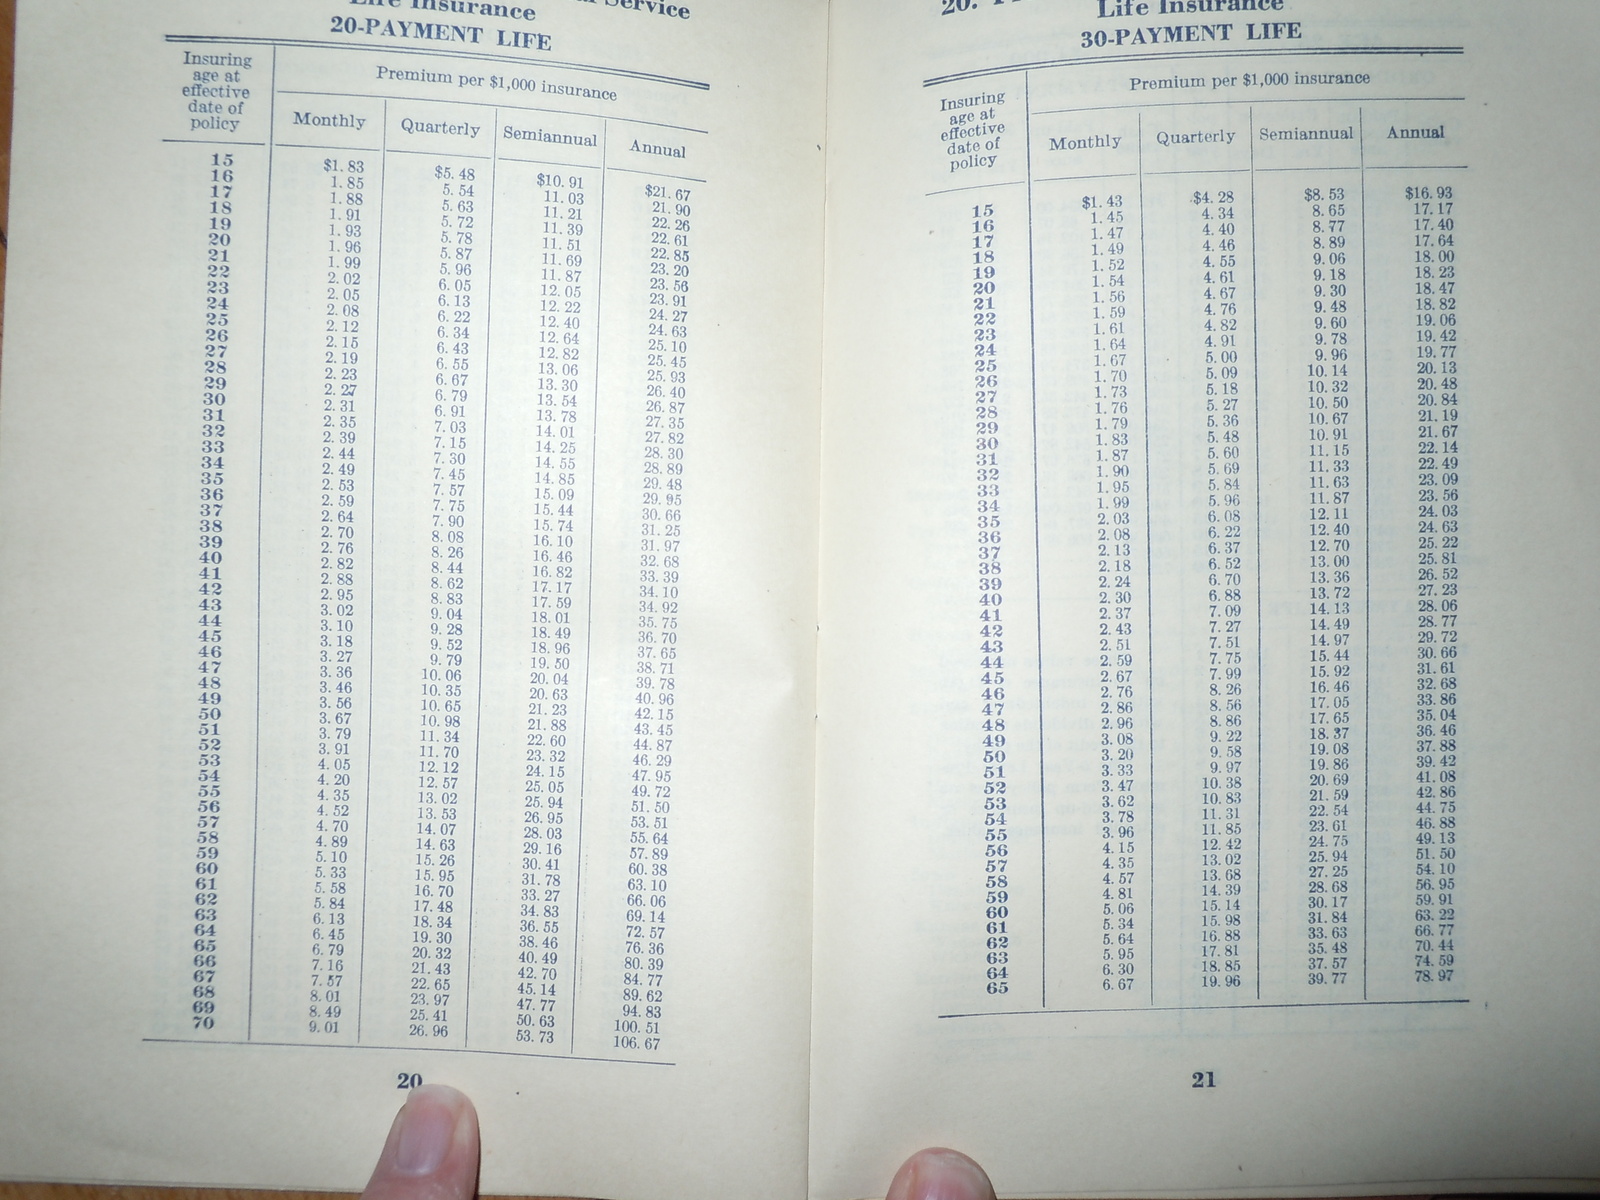 Service
Life Insurance
20-PAYMENT LIFE
Insuring age at effective date of policy
Premium per $1,000 insurance
Monthly Quarterly Semiannual Annual
15 $1.83 $5.48 $10.91 $21.67
16 1.85 5.54 11.03 21.90
17 1.88 5.63 11.21 22.26
18 1.91 5.72 11.39 22.61
19 1.93 5.78 11.51 22.85
20 1.96 5.87 11.69 23.20
21 1.99 5.96 11.87 23.56
22 2.02 6.05 12.05 23.91
23 2.05 6.13 12.22 24.27
24 2.08 6.22 12.40 24.63
25 2.12 6.34 12.64 25.10
26 2.15 6.43 12.82 25.45
27 2.19 6.55 13.06 25.93
28 2.23 6.67 13.30 26.40
29 2.27 6.79 13.54 26.87
30 2.31 6.91 13.78 27.35
31 2.35 7.03 14.01 27.82
32 2.39 7.15 14.25 28.30
33 2.44 7.30 14.55 28.89
34 2.49 7.45 14.85 29.48
35 2.53 7.57 15.09 29.95
36 2.59 7.75 15.44 30.66
37 2.64 7.90 15.74 31.25
38 2.70 8.08 16.10 31.97
39 2.76 8.26 16.46 32.68
40 2.82 8.44 16.82 33.39
41 2.88 8.62 17.17 34.10
42 2.95 8.83 17.59 34.92
43 3.02 9.04 18.01 35.75
44 3.10 9.28 18.49 36.70
45 3.18 9.52 18.96 37.65
46 3.27 9.79 19.50 38.71
47 3.36 10.06 20.04 39.78
48 3.46 10.35 20.63 40.96
49 3.56 10.65 21.23 42.15
50 3.67 10.98 21.88 43.45
51 3.79 11.34 22.60 44.87
52 3.91 11.70 23.32 46.29
53 4.05 12.12 24.15 47.95
54 4.20 12.57 25.05 49.72
55 4.35 13.02 25.94 51.50
56 4.52 13.53 26.95 53.51
57 4.70 14.07 28.03 55.64
58 4.89 14.63 29.16 57.89
59 5.10 15.26 30.41 60.38
60 5.33 15.95 31.78 63.10
61 5.58 16.70 33.27 66.06
62 5.84 17.48 34.83 69.14
63 6.13 18.34 36.55 72.57
64 6.45 19.30 38.46 76.36
65 6.79 20.32 40.49 80.39
66 7.16 21.43 42.70 84.77
67 7.57 22.65 45.14 89.62
68 8.01 23.97 47.77 94.83
69 8.49 25.41 50.63 100.51
70 9.01 26.96 53.73 106.67
20
20.
Life Insurance
30-PAYMENT LIFE
Insuring age at effective date of policy
Premium per $1,000 insurance
Monthly Quarterly Semiannual Annual
15 $1.43 $4.28 $8.53 $16.93
16 1.45 4.34 8.65 17.17
17 1.47 4.40 8.77 17.40
18 1.49 4.46 8.89 17.64
19 1.52 4.55 9.06 18.00
20 1.54 4.61 9.18 18.23
21 1.56 4.67 9.30 18.47
22 1.59 4.76 9.48 18.82
23 1.61 4.82 9.60 19.06
24 1.64 4.91 9.78 19.42
25 1.67 5.00 9.96 19.77
26 1.70 5.09 10.14 20.13
27 1.73 5.18 10.32 20.48
28 1.76 5.27 10.50 20.84
29 1.79 5.36 10.67 21.19
30 1.83 5.48 10.91 21.67
31 1.87 5.60 11.15 22.14
32 1.90 5.69 11.33 22.49
33 1.95 5.84 11.63 23.09
34 1.99 5.96 11.87 23.56
35 2.03 6.08 12.11 24.03
36 2.08 6.22 12.40 24.63
37 2.13 6.37 12.70 25.22
38 2.18 6.52 13.00 25.81
39 2.24 6.70 13.36 26.52
40 2.30 6.88 13.72 27.23
41 2.37 7.09 14.13 28.06
42 2.43 7.27 14.49 28.77
43 2.51 7.51 14.97 29.72
44 2.59 7.75 15.44 30.66
45 2.67 7.99 15.92 31.61
46 2.76 8.26 16.46 32.68
47 2.86 8.56 17.05 33.86
48 2.96 8.86 17.65 35.04
49 3.08 9.22 18.37 36.46
50 3.20 9.58 19.08 37.88
51 3.33 9.97 19.86 39.42
52 3.47 10.38 20.69 41.08
53 3.62 10.83 21.59 42.86
54 3.78 11.31 22.54 44.75
55 3.96 11.85 23.61 46.88
56 4.15 12.42 24.75 49.13
57 4.35 13.02 25.94 51.50
58 4.57 13.68 27.25 54.10
59 4.81 14.39 28.68 56.95
60 5.06 15.14 30.17 59.91
61 5.34 15.98 31.84 63.22
62 5.64 16.88 33.63 66.77
63 5.95 17.81 35.48 70.44
64 6.30 18.85 37.57 74.59
65 6.67 19.96 39.77 78.97
21